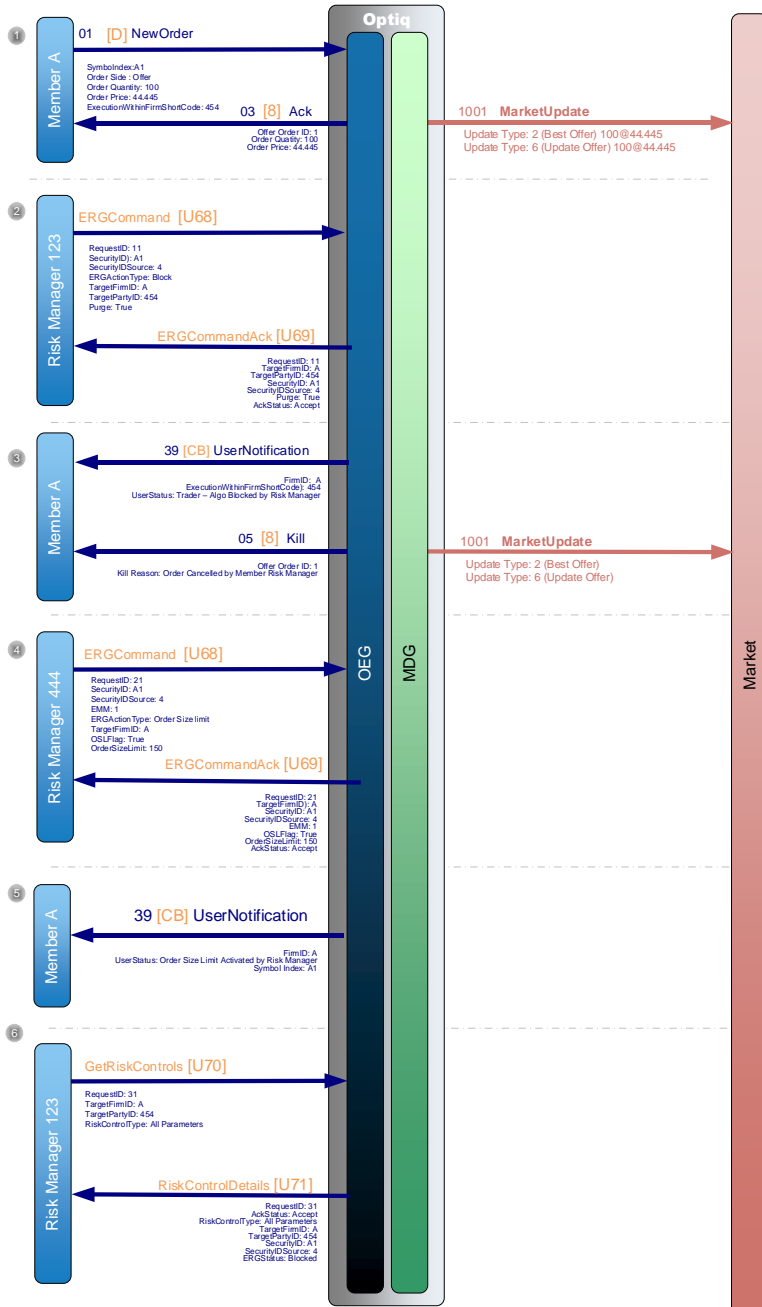 Optiq
1
Member A
01 [D] NewOrder
SymbolIndex:A1
Order Side : Offer
Order Quantity: 100
Order Price: 44.445
ExecutionWithinFirmShortCode: 454
03 [8] Ack
Offer Order ID: 1
Order Quatity: 100
Order Price: 44.445
1001 MarketUpdate
Update Type: 2 (Best Offer) 100@44.445
Update Type: 6 (Update Offer) 100@44.445
2
Risk Manager 123
ERGCommand [U68]
RequestID: 11
SecurityID): A1
SecurityIDSource: 4
ERGActionType: Block
TargetFirmID: A
TargetPartyID: 454
Purge: True
ERGCommandAck [U69]
RequestID: 11
TargetFirmID: A
TargetPartyID: 454
SecurityID: A1
SecurityIDSource: 4
Purge: True
AckStatus: Accept
3
Member A
39 [CB] UserNotification
FirmID: A
ExecutionWithinFirmShortCode): 454
UserStatus: Trader – Algo Blocked by Risk Manager
05 [8] Kill
Offer Order ID: 1
Kill Reason: Order Cancelled by Member Risk Manager
1001 MarketUpdate
Update Type: 2 (Best Offer)
Update Type: 6 (Update Offer)
4
Risk Manager 444
ERGCommand [U68]
RequestID: 21
SecurityID: A1
SecurityIDSource: 4
EMM: 1
ERGActionType: Order Size limit
TargetFirmID: A
OSLFlag: True
OrderSizeLimit: 150
OEG
MDG
Market
ERGCommandAck [U69]
RequestID: 21
TargetFirmID): A
SecurityID: A1
SecurityIDSource: 4
EMM: 1
OSLFlag: True
OrderSizeLimit: 150
AckStatus: Accept
5
Member A
39 [CB] UserNotification
FirmID: A
UserStatus: Order Size Limit Activated by Risk Manager
Symbol Index: A1
6
Risk Manager 123
GetRiskControls [U70]
RequestID: 31
TargetFirmID: A
TargetPartyID: 454
RiskControlType: All Parameters
RiskControlDetails [U71]
RequestID: 31
AckStatus: Accept
RiskControlType: All Parameters
TargetFirmID: A
TargetPartyID: 454
SecurityID: A1
SecurityIDSource: 4
ERGStatus: Blocked